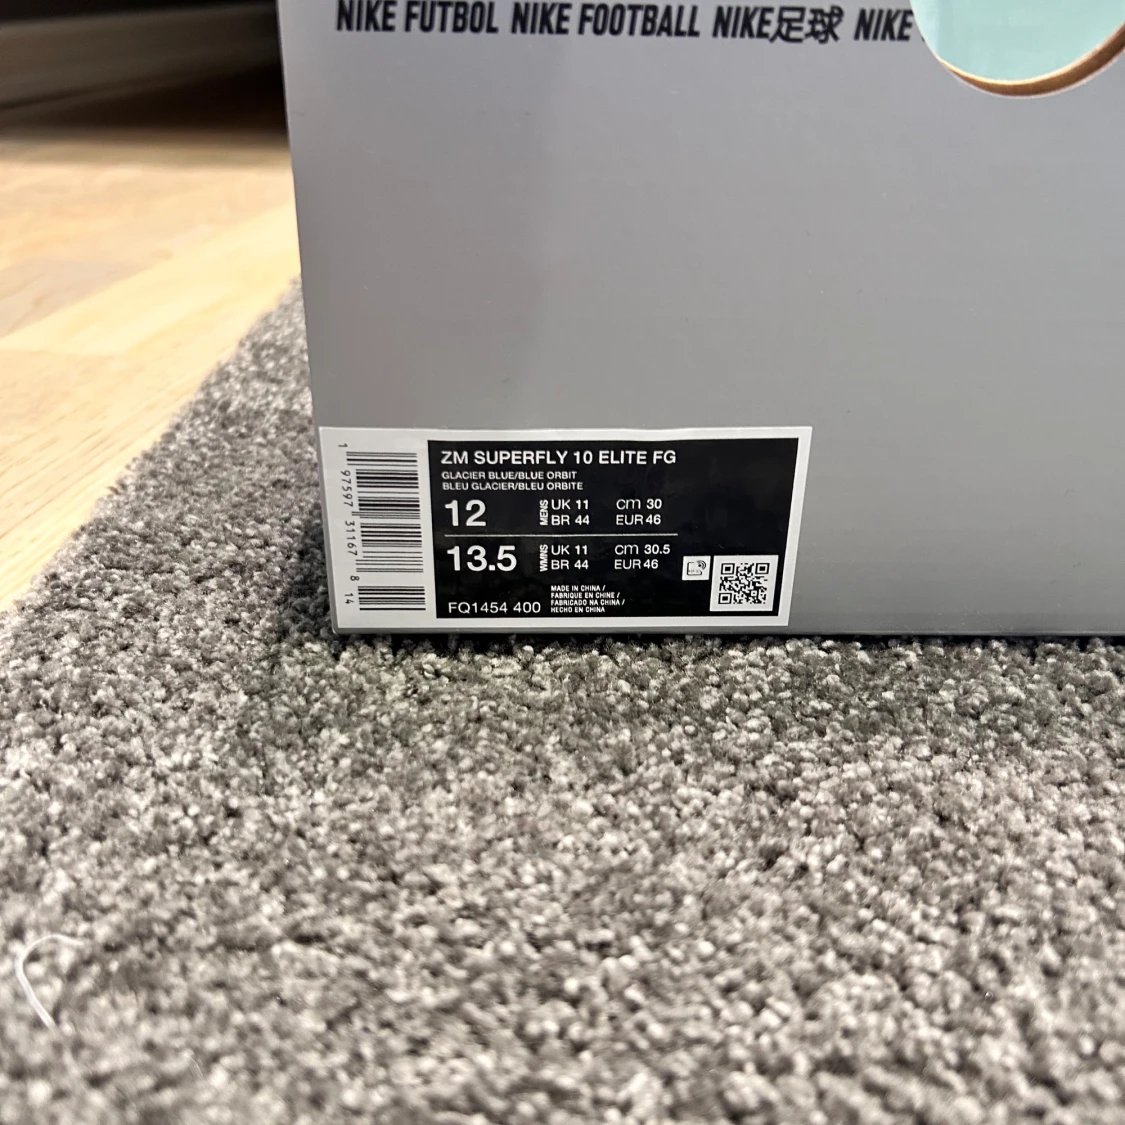 NIKE FUTBOL NIKE FOOTBALL NIKE足球 NIKE
ZM SUPERFLY 10 ELITE FG
GLACIER BLUE/BLUE ORBIT
BLEU GLACIER/BLEU ORBITE
12 MENS UK 11 cm 30
BR 44 EUR 46
13.5 WMNS UK 11 cm 30.5
BR 44 EUR 46
FQ1454 400
MADE IN CHINA /
FABRIQUE EN CHINE /
FABRICADO NA CHINA /
HECHO EN CHINA
1 97597 31167 8 14